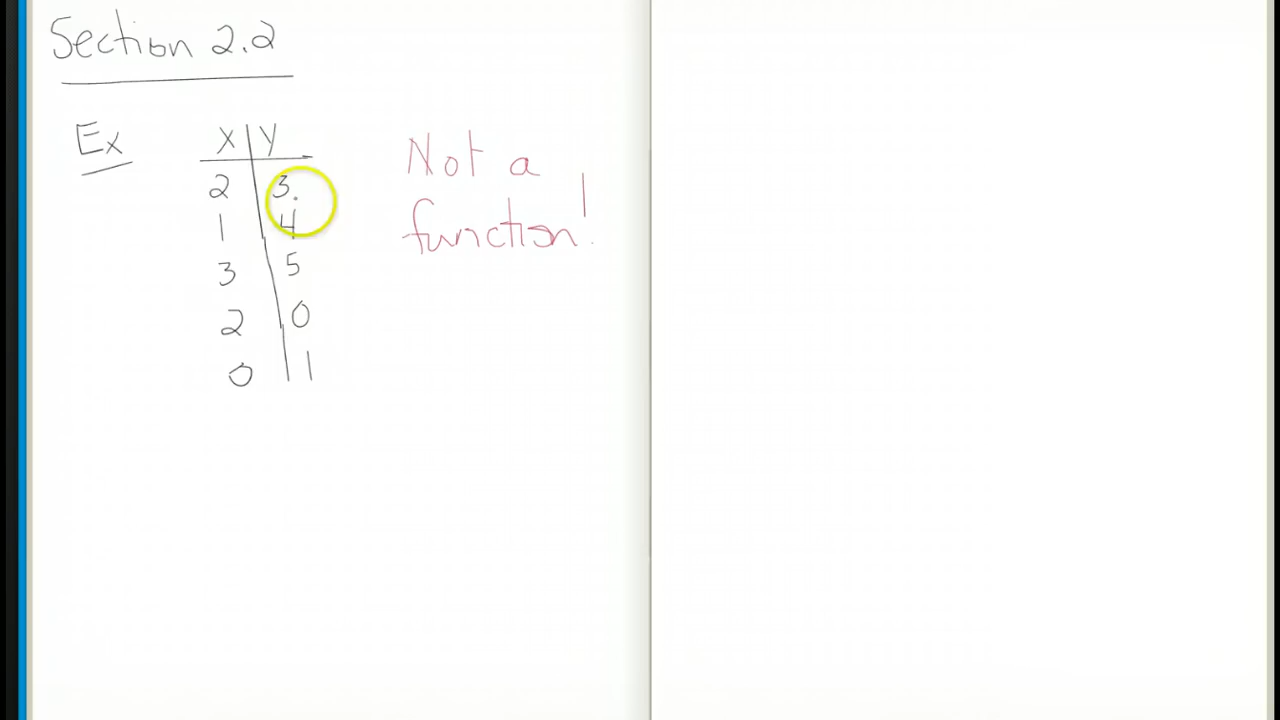 Section 2.2
Ex
X Y
2 3.
1 4
3 5
2 0
0 1
Not a
function!